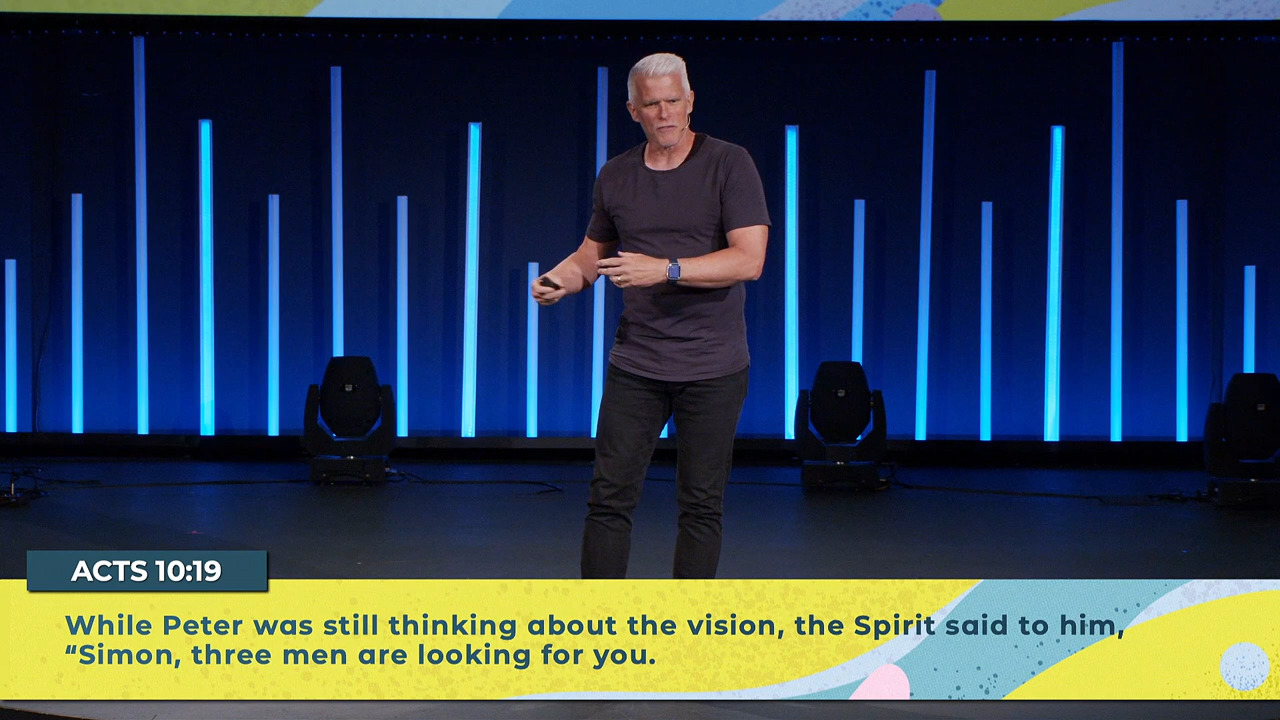 ACTS 10:19
While Peter was still thinking about the vision, the Spirit said to him,
“Simon, three men are looking for you.